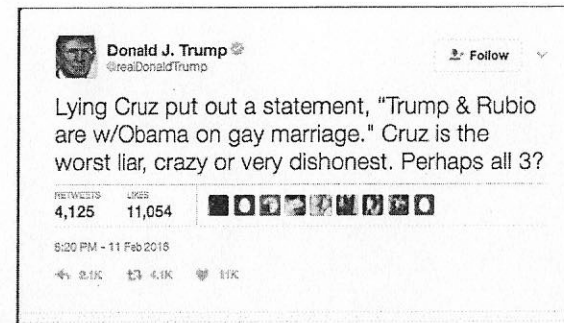 Donald J. Trump
@realDonaldTrump
Follow
Lying Cruz put out a statement, "Trump & Rubio
are w/Obama on gay marriage." Cruz is the
worst liar, crazy or very dishonest. Perhaps all 3?
RETWEETS LIKES
4,125 11,054
6:20 PM - 11 Feb 2016
2.1K 4.1K 11K